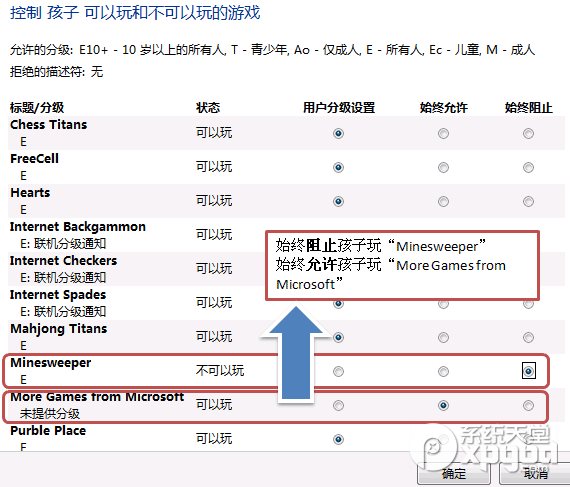 控制 孩子 可以玩和不可以玩的游戏
允许的分级: E10+ - 10 岁以上的所有人, T - 青少年, Ao - 仅成人, E - 所有人, Ec - 儿童, M - 成人
拒绝的描述符: 无
标题/分级 状态 用户分级设置 始终允许 始终阻止
Chess Titans
E 可以玩
FreeCell
E 可以玩
Hearts
E 可以玩
Internet Backgammon
E: 联机分级通知 可以玩
Internet Checkers
E: 联机分级通知 可以玩
Internet Spades
E: 联机分级通知 可以玩
Mahjong Titans
E 可以玩
Minesweeper
E 不可以玩
More Games from Microsoft
未提供分级 可以玩
Purble Place
E 可以玩
始终阻止孩子玩“Minesweeper”
始终允许孩子玩“More Games from
Microsoft”
系统天堂
确定 取消